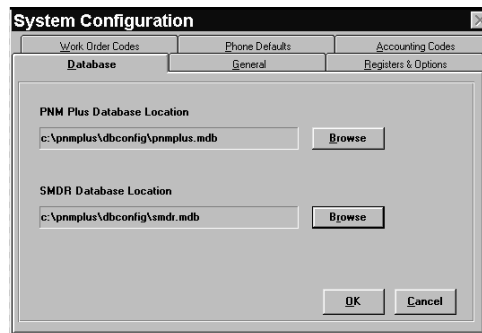 System Configuration
Work Order Codes Phone Defaults Accounting Codes
Database General Registers & Options
PNM Plus Database Location
c:\pnmplus\dbconfig\pnmplus.mdb Browse
SMDR Database Location
c:\pnmplus\dbconfig\smdr.mdb Browse
OK Cancel